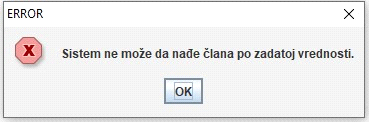 ERROR
Sistem ne može da nađe člana po zadatoj vrednosti.
OK